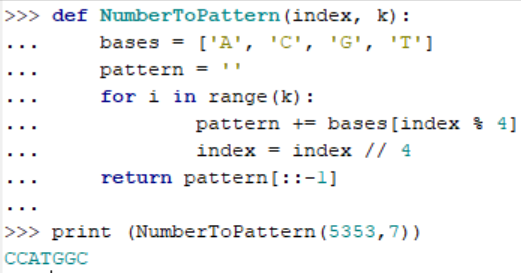 >>> def NumberToPattern(index, k):
...     bases = ['A', 'C', 'G', 'T']
...     pattern = ''
...     for i in range(k):
...             pattern += bases[index % 4]
...             index = index // 4
...     return pattern[::-1]
...
>>> print (NumberToPattern(5353,7))
CCATGGC